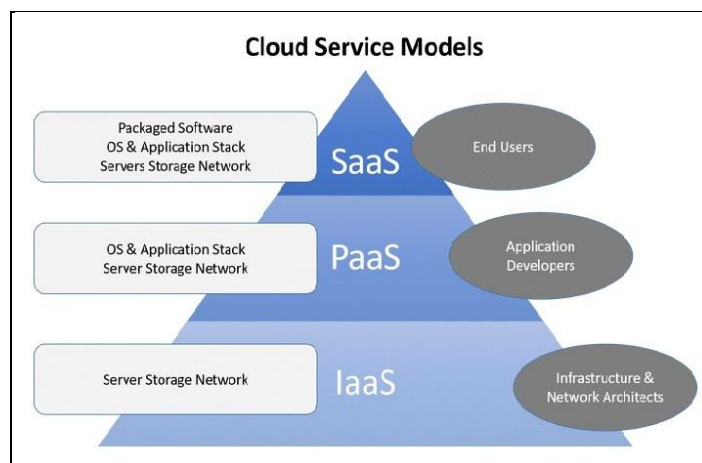 Cloud Service Models
Packaged Software
OS & Application Stack
Servers Storage Network
SaaS
End Users
OS & Application Stack
Server Storage Network
PaaS
Application
Developers
Server Storage Network
IaaS
Infrastructure &
Network Architects